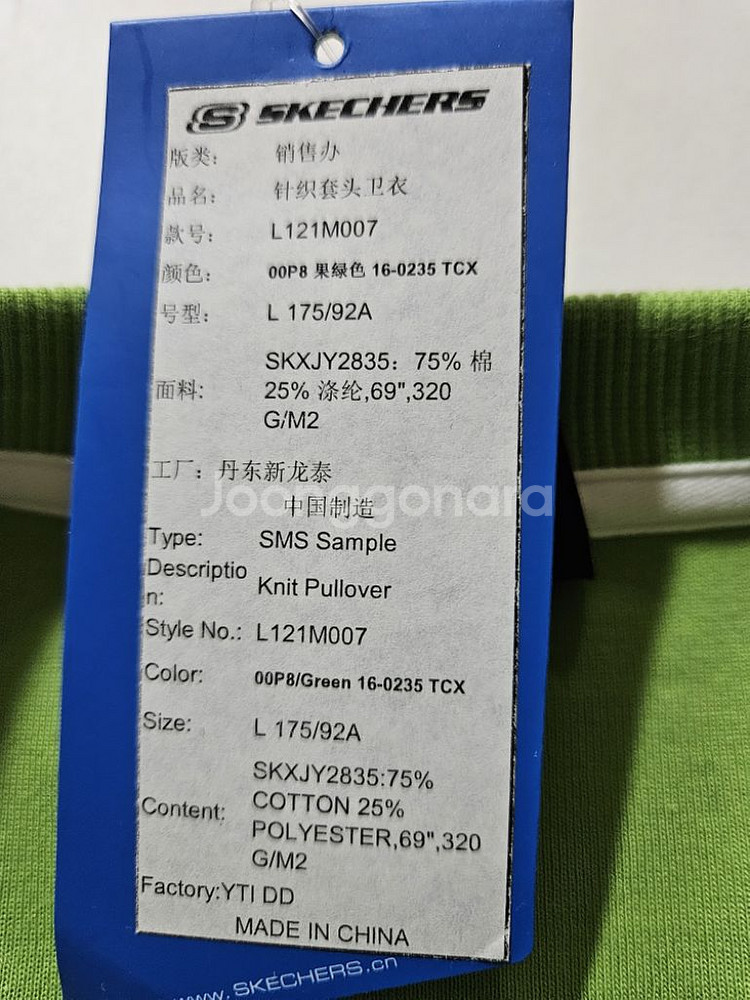 SKECHERS
版类: 销售办
品名: 针织套头卫衣
款号: L121M007
颜色: 00P8 果绿色 16-0235 TCX
号型: L 175/92A
面料: SKXJY2835: 75% 棉
25% 涤纶,69",320
G/M2
工厂: 丹东新龙泰
中国制造
Joonggonara
Type: SMS Sample
Descriptio
n: Knit Pullover
Style No.: L121M007
Color: 00P8/Green 16-0235 TCX
Size: L 175/92A
Content: SKXJY2835:75%
COTTON 25%
POLYESTER,69",320
G/M2
Factory:YTI DD
MADE IN CHINA
www.SKECHERS.cn